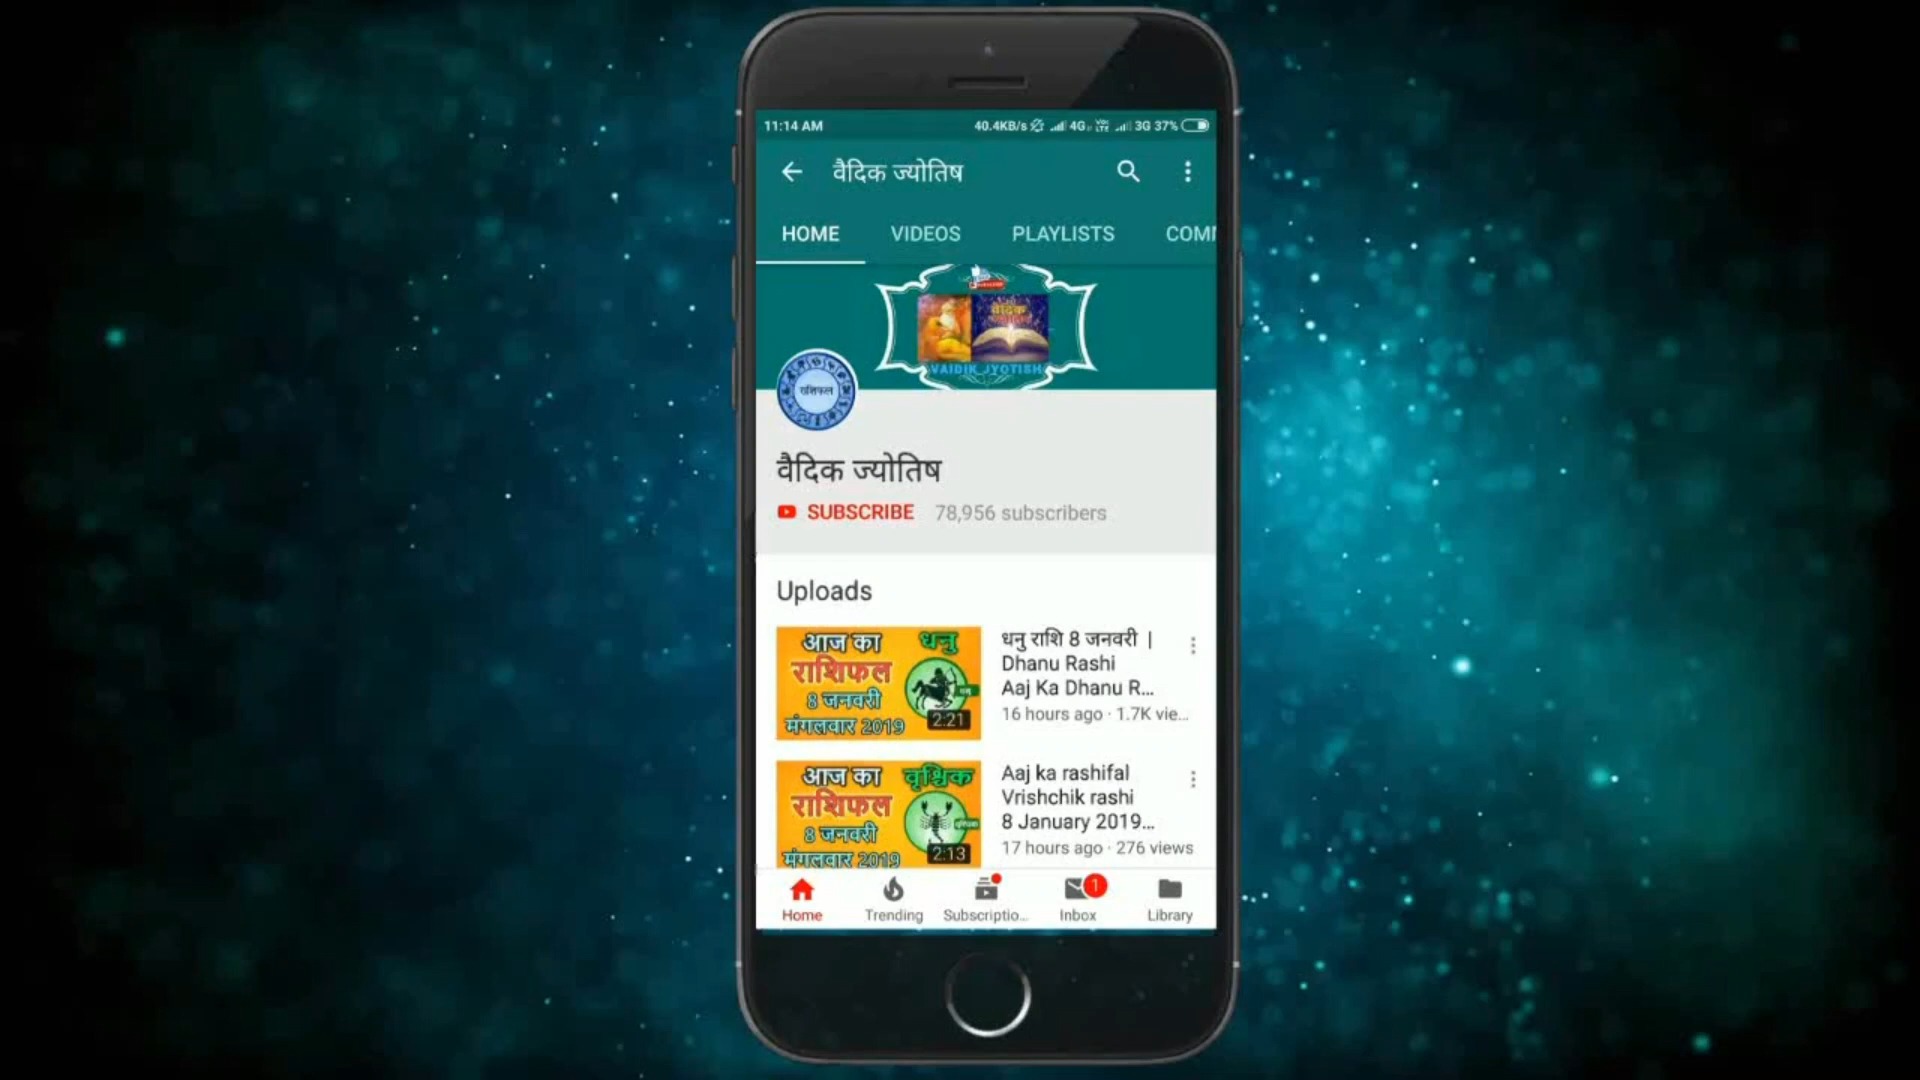 11:14 AM 40.4KB/s 4G VoLTE 3G 37%
वैदिक ज्योतिष
HOME VIDEOS PLAYLISTS COMM
वैदिक
VAIDIK JYOTISH
राशिफल
वैदिक ज्योतिष
SUBSCRIBE 78,956 subscribers
Uploads
आज का धनु
राशिफल
8 जनवरी
मंगलवार 2019
2:21
धनु राशि 8 जनवरी |
Dhanu Rashi
Aaj Ka Dhanu R...
16 hours ago · 1.7K vie...
आज का वृश्चिक
राशिफल
8 जनवरी
मंगलवार 2019
2:13
Aaj ka rashifal
Vrishchik rashi
8 January 2019...
17 hours ago · 276 views
1
Home Trending Subscriptio... Inbox Library